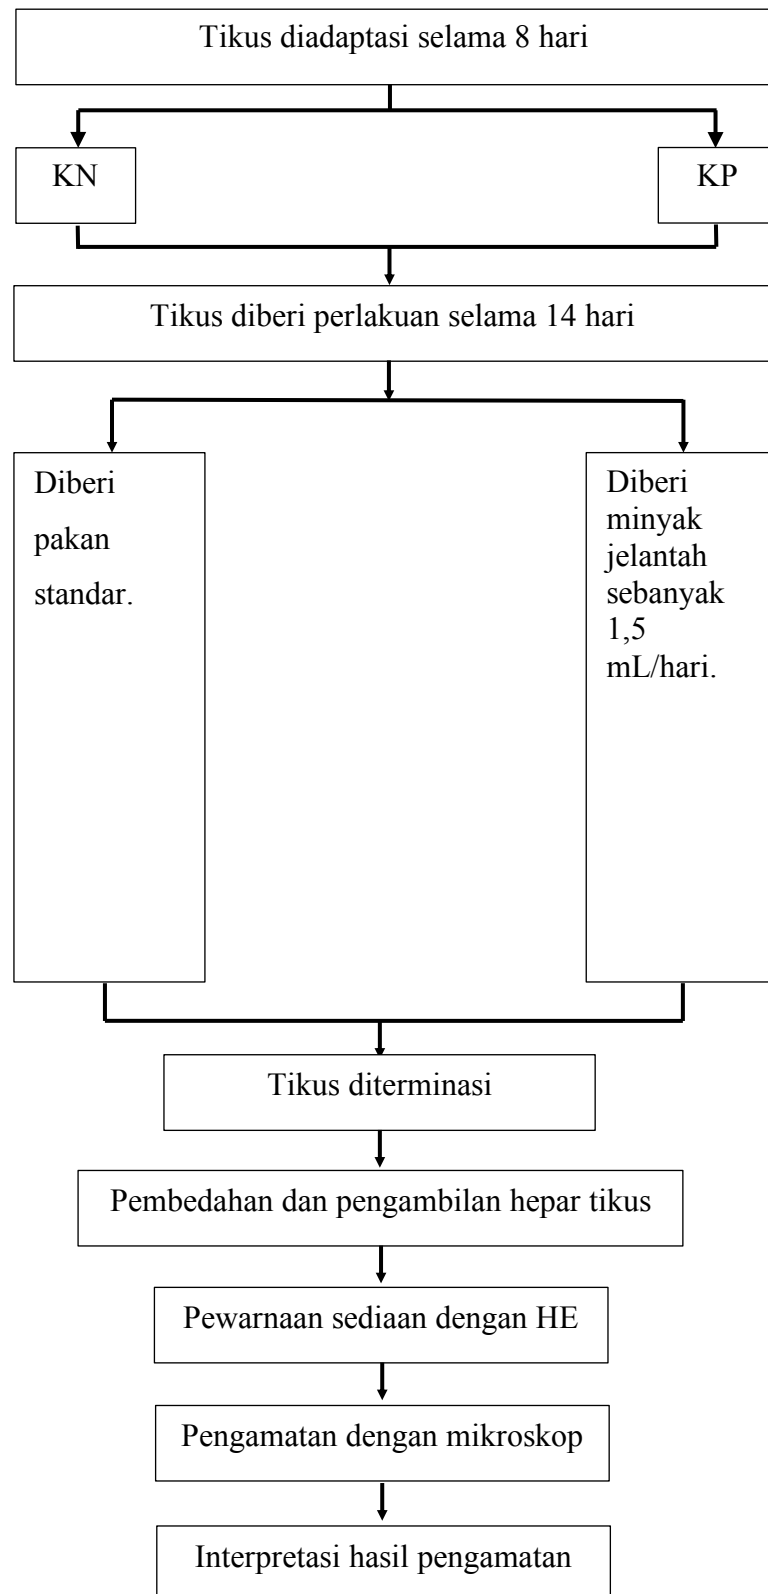 Tikus diadaptasi selama 8 hari
KN
KP
Tikus diberi perlakuan selama 14 hari
Diberi
pakan
standar.
Diberi
minyak
jelantah
sebanyak
1,5
mL/hari.
Tikus diterminasi
Pembedahan dan pengambilan hepar tikus
Pewarnaan sediaan dengan HE
Pengamatan dengan mikroskop
Interpretasi hasil pengamatan